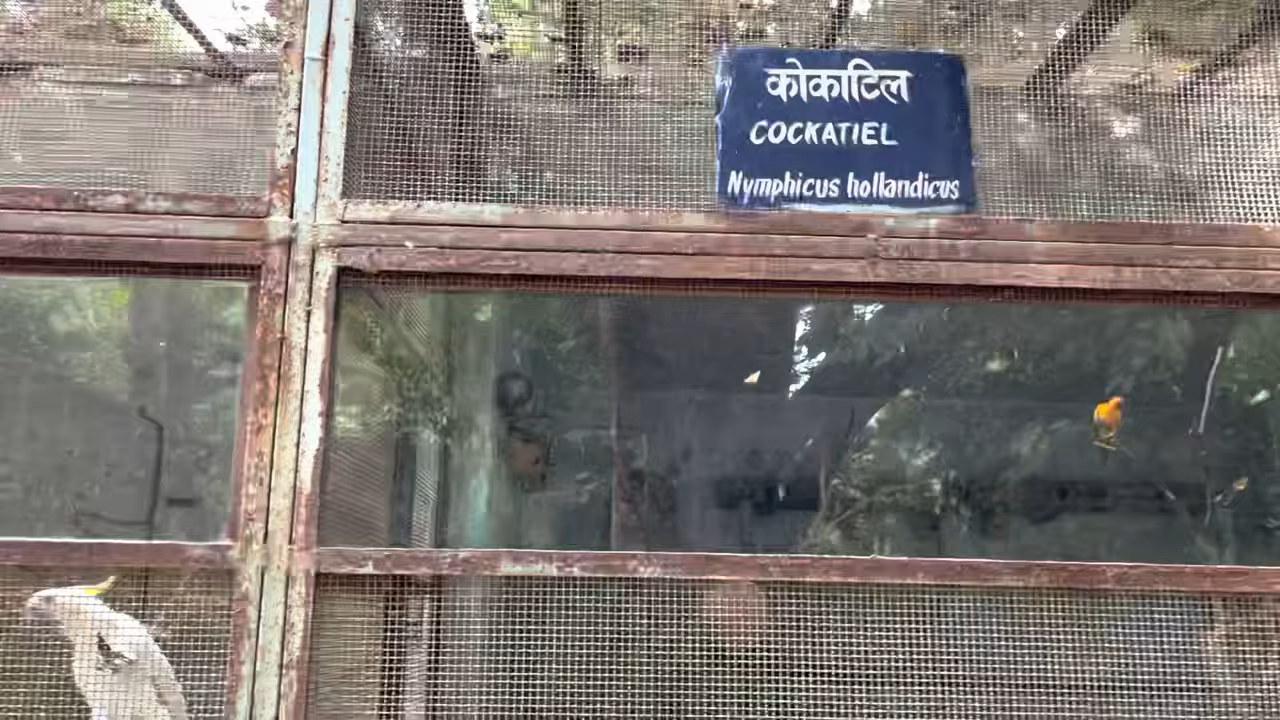 कोकाटिल
COCKATIEL
Nymphicus hollandicus